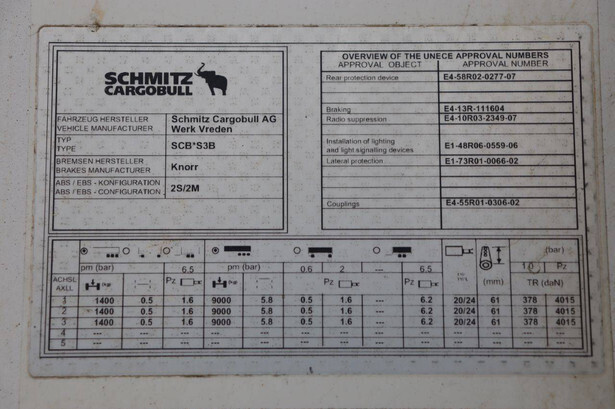 SCHMITZ
CARGOBULL
FAHRZEUG HERSTELLER
VEHICLE MANUFACTURER
Schmitz Cargobull AG
Werk Vreden
TYP
TYPE
SCB*S3B
BREMSEN HERSTELLER
BRAKES MANUFACTURER
Knorr
ABS / EBS - KONFIGURATION
ABS / EBS - CONFIGURATION
2S/2M
OVERVIEW OF THE UNECE APPROVAL NUMBERS
APPROVAL OBJECT APPROVAL NUMBER
Rear protection device E4-58R02-0277-07
Braking E4-13R-111604
Radio suppression E4-10R03-2349-07
Installation of lighting
and light signalling devices E1-48R06-0559-06
Lateral protection E1-73R01-0066-02
Couplings E4-55R01-0306-02
pm (bar) 6.5 pm (bar) 0.6 2 --- 6.5 (bar)
1.0 Pz
ACHSE
AXLE Pz Pz Pz (mm) TR (daN)
1 1400 0.5 1.6 9000 5.8 0.5 1.6 6.2 20/24 61 378 4015
2 1400 0.5 1.6 9000 5.8 0.5 1.6 6.2 20/24 61 378 4015
3 1400 0.5 1.6 9000 5.8 0.5 1.6 6.2 20/24 61 378 4015
4 --- --- --- --- --- --- --- --- --- --- --- ---
5 --- --- --- --- --- --- --- --- --- --- --- ---